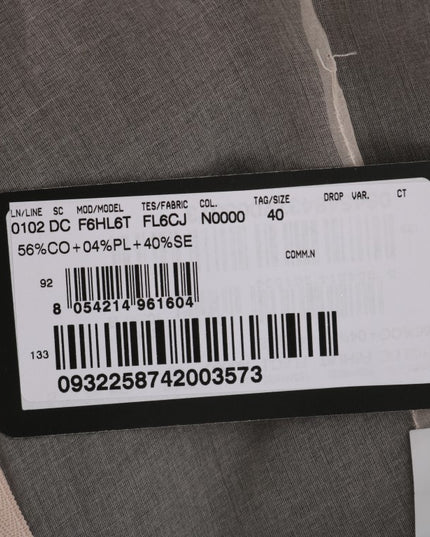 LN/LINE SC MOD/MODEL TES/FABRIC COL. TAG/SIZE DROP VAR. CT
0102 DC F6HL6T FL6CJ N0000 40
56%CO+04%PL+40%SE
COMM.N
92
8 054214 961604
133
0932258742003573